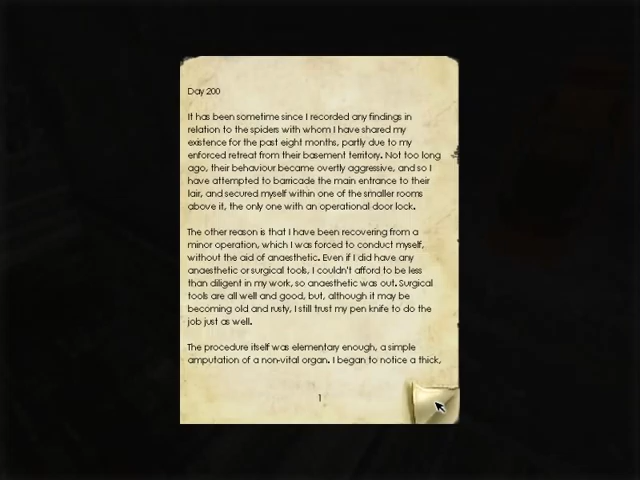 Day 200
It has been sometime since I recorded any findings in
relation to the spiders with whom I have shared my
existence for the past eight months, partly due to my
enforced retreat from their basement territory. Not too long
ago, their behaviour became overtly aggressive, and so I
have attempted to barricade the main entrance to their
lair, and secured myself within one of the smaller rooms
above it, the only one with an operational door lock.
The other reason is that I have been recovering from a
minor operation, which I was forced to conduct myself,
without the aid of anaesthetic. Even if I did have any
anaesthetic or surgical tools, I couldn't afford to be less
than diligent in my work, so anaesthetic was out. Surgical
tools are all well and good, but, although it may be
becoming old and rusty, I still trust my pen knife to do the
job just as well.
The procedure itself was elementary enough, a simple
amputation of a non-vital organ. I began to notice a thick,
1